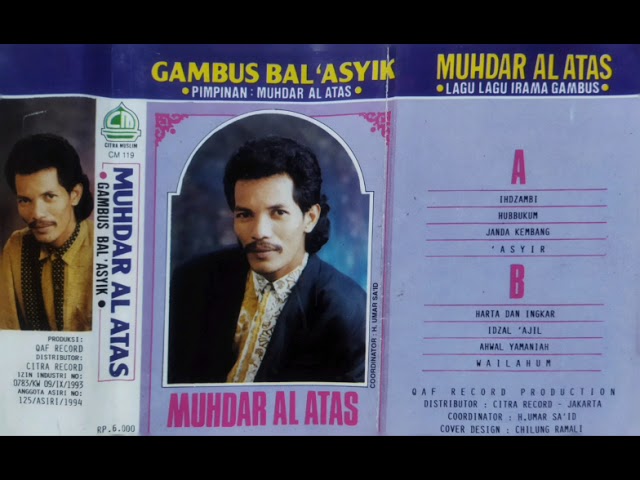 CITRA MUSLIM
CM 119
MUHDAR AL ATAS
• GAMBUS BAL 'ASYIK •
PRODUKSI:
QAF RECORD
DISTRIBUTOR:
CITRA RECORD
IZIN INDUSTRI NO:
0783/KW 09/IX/1993
ANGGOTA ASIRI NO:
125/ASIRI/1994
RP. 6.000
GAMBUS BAL 'ASYIK
• PIMPINAN : MUHDAR AL ATAS •
COORDINATOR : H. UMAR SA'ID
MUHDAR AL ATAS
MUHDAR AL ATAS
• LAGU LAGU IRAMA GAMBUS •
A
IHDZAMBI
HUBBUKUM
JANDA KEMBANG
'ASYIR
B
HARTA DAN INGKAR
IDZAL 'AJIL
AHWAL YAMANIAH
WAILAHUM
QAF RECORD PRODUCTION
DISTRIBUTOR : CITRA RECORD - JAKARTA
COORDINATOR : H.UMAR SA'ID
COVER DESIGN : CHILUNG RAMALI